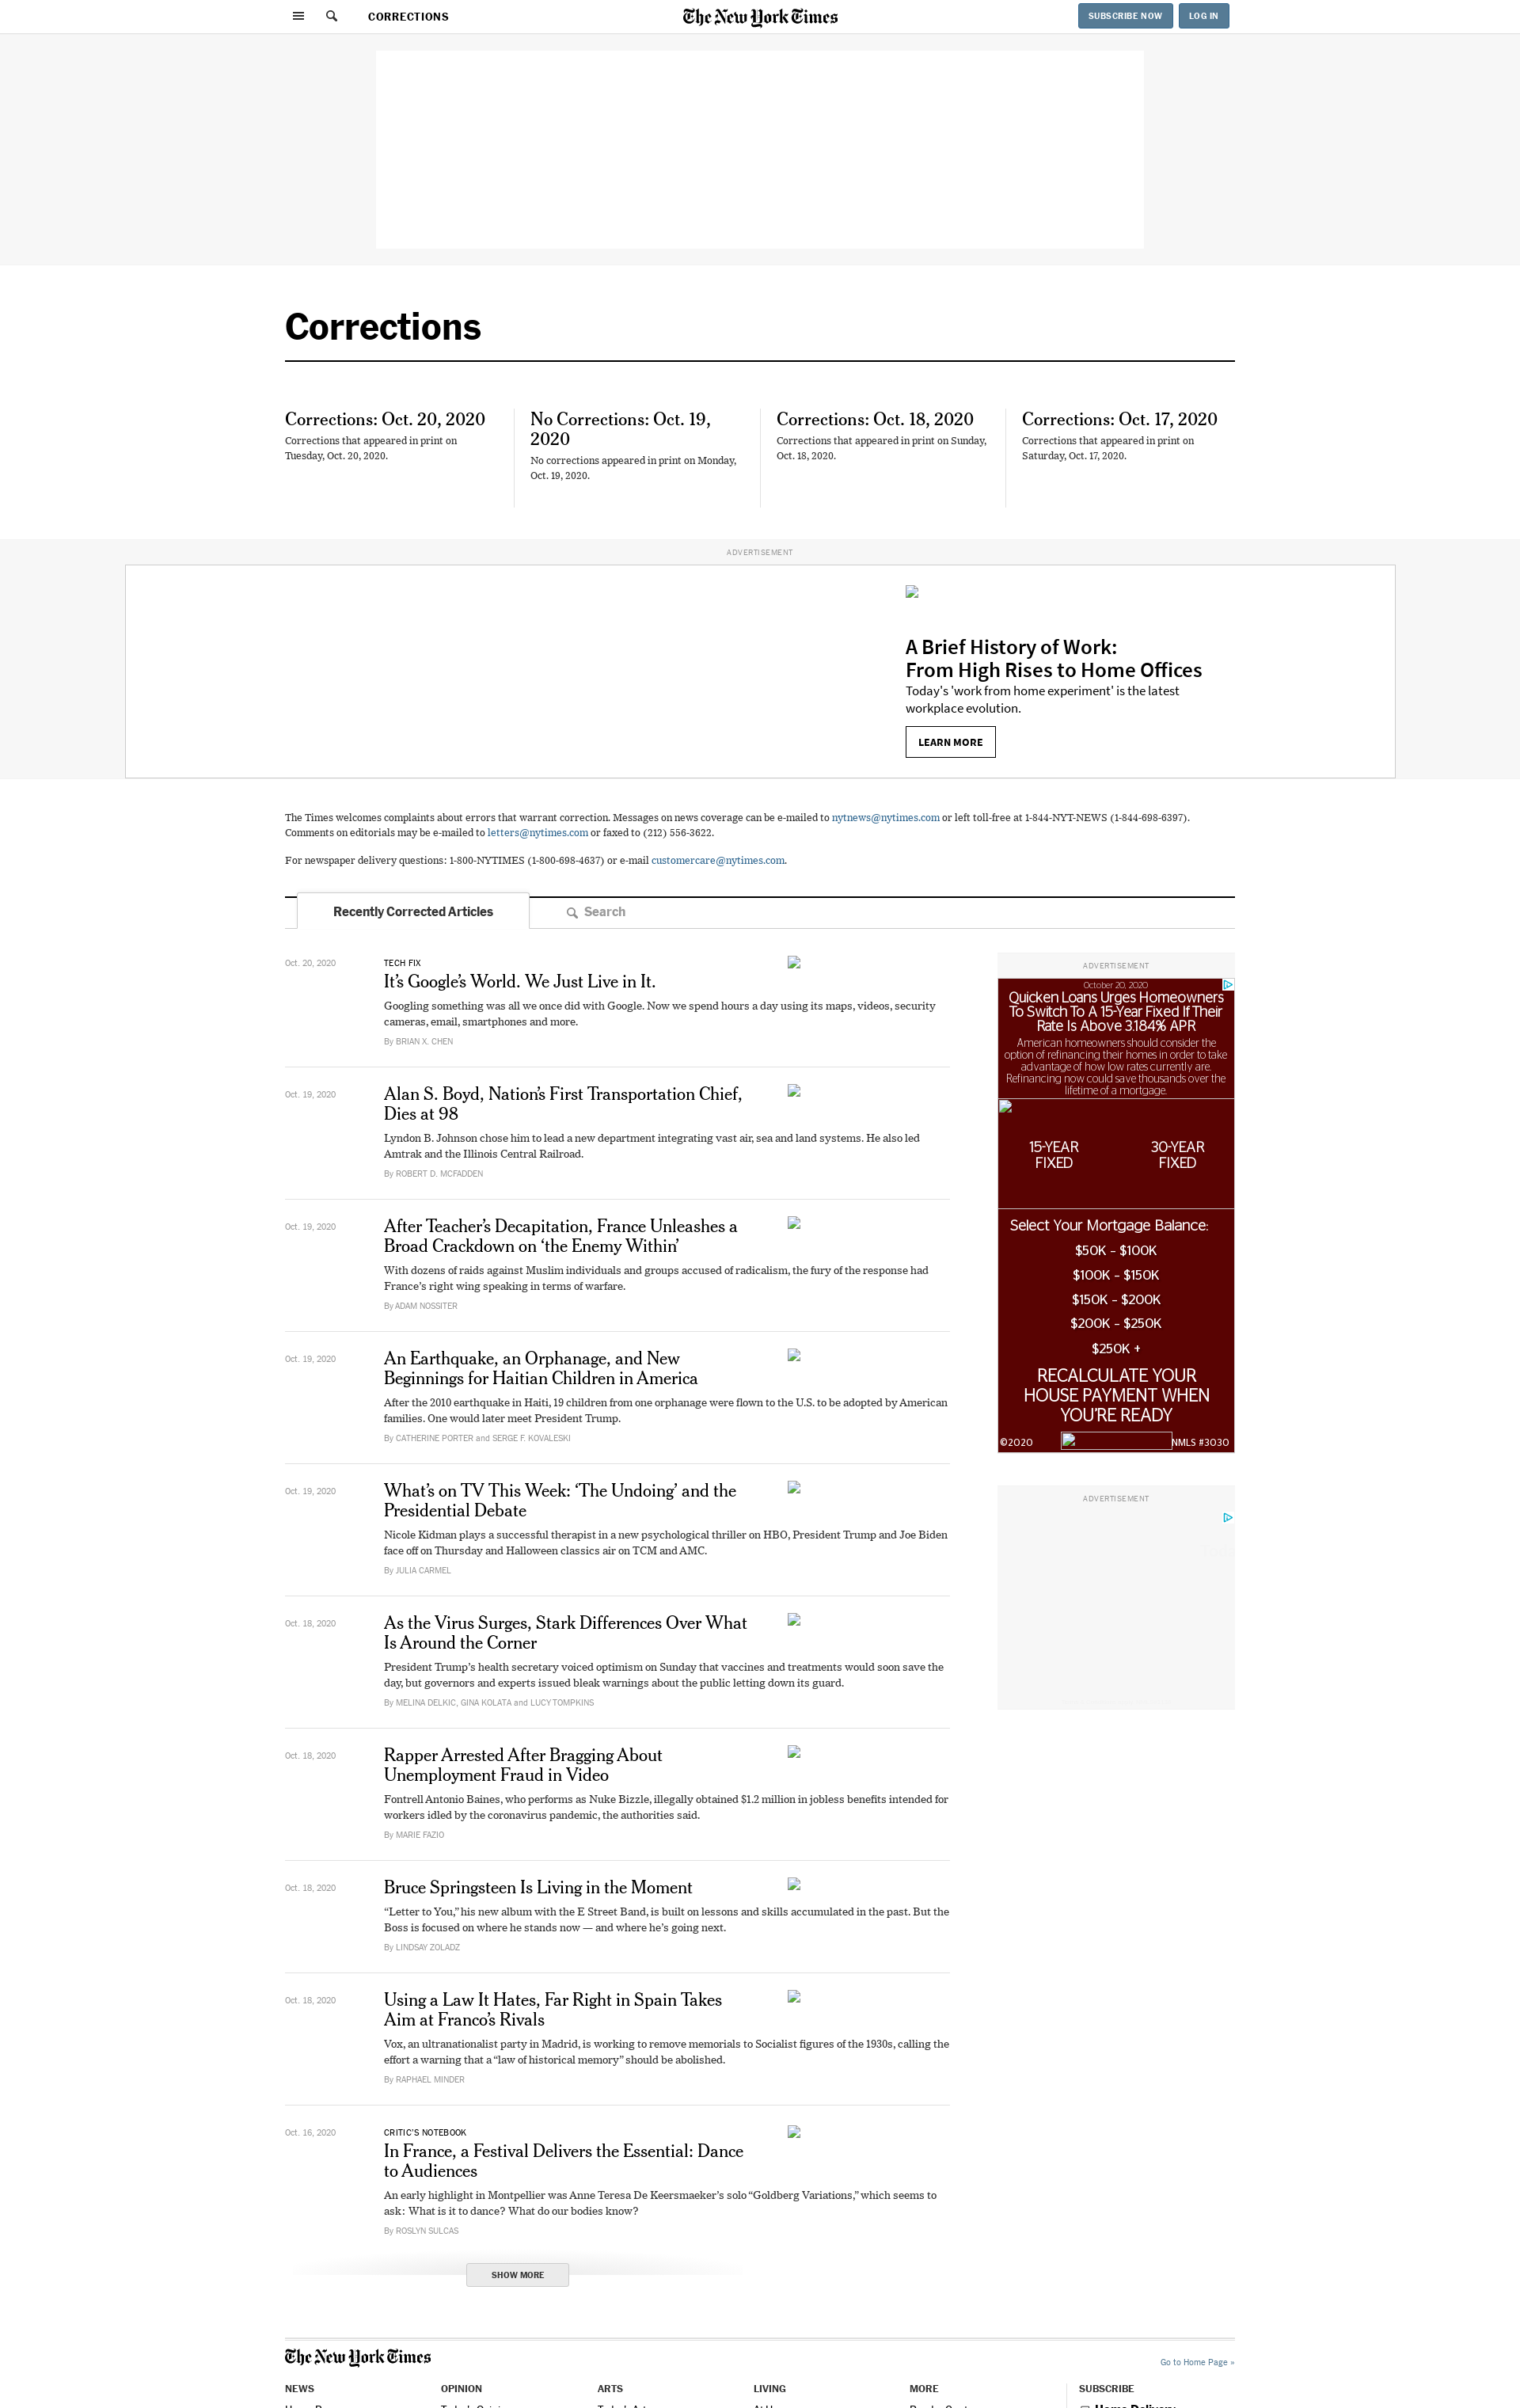 CORRECTIONS
The New York Times
SUBSCRIBE NOW
LOG IN
Corrections
Corrections: Oct. 20, 2020
Corrections that appeared in print on
Tuesday, Oct. 20, 2020.
No Corrections: Oct. 19,
2020
No corrections appeared in print on Monday,
Oct. 19, 2020.
Corrections: Oct. 18, 2020
Corrections that appeared in print on Sunday,
Oct. 18, 2020.
Corrections: Oct. 17, 2020
Corrections that appeared in print on
Saturday, Oct. 17, 2020.
ADVERTISEMENT
A Brief History of Work:
From High Rises to Home Offices
Today's 'work from home experiment' is the latest
workplace evolution.
LEARN MORE
The Times welcomes complaints about errors that warrant correction. Messages on news coverage can be e-mailed to nytnews@nytimes.com or left toll-free at 1-844-NYT-NEWS (1-844-698-6397).
Comments on editorials may be e-mailed to letters@nytimes.com or faxed to (212) 556-3622.
For newspaper delivery questions: 1-800-NYTIMES (1-800-698-4637) or e-mail customercare@nytimes.com.
Recently Corrected Articles
Search
Oct. 20, 2020
TECH FIX
It’s Google’s World. We Just Live in It.
Googling something was all we once did with Google. Now we spend hours a day using its maps, videos, security
cameras, email, smartphones and more.
By BRIAN X. CHEN
Oct. 19, 2020
Alan S. Boyd, Nation’s First Transportation Chief,
Dies at 98
Lyndon B. Johnson chose him to lead a new department integrating vast air, sea and land systems. He also led
Amtrak and the Illinois Central Railroad.
By ROBERT D. MCFADDEN
Oct. 19, 2020
After Teacher’s Decapitation, France Unleashes a
Broad Crackdown on ‘the Enemy Within’
With dozens of raids against Muslim individuals and groups accused of radicalism, the fury of the response had
France’s right wing speaking in terms of warfare.
By ADAM NOSSITER
Oct. 19, 2020
An Earthquake, an Orphanage, and New
Beginnings for Haitian Children in America
After the 2010 earthquake in Haiti, 19 children from one orphanage were flown to the U.S. to be adopted by American
families. One would later meet President Trump.
By CATHERINE PORTER and SERGE F. KOVALESKI
Oct. 19, 2020
What’s on TV This Week: ‘The Undoing’ and the
Presidential Debate
Nicole Kidman plays a successful therapist in a new psychological thriller on HBO, President Trump and Joe Biden
face off on Thursday and Halloween classics air on TCM and AMC.
By JULIA CARMEL
Oct. 18, 2020
As the Virus Surges, Stark Differences Over What
Is Around the Corner
President Trump’s health secretary voiced optimism on Sunday that vaccines and treatments would soon save the
day, but governors and experts issued bleak warnings about the public letting down its guard.
By MELINA DELKIC, GINA KOLATA and LUCY TOMPKINS
Oct. 18, 2020
Rapper Arrested After Bragging About
Unemployment Fraud in Video
Fontrell Antonio Baines, who performs as Nuke Bizzle, illegally obtained $1.2 million in jobless benefits intended for
workers idled by the coronavirus pandemic, the authorities said.
By MARIE FAZIO
Oct. 18, 2020
Bruce Springsteen Is Living in the Moment
“Letter to You,” his new album with the E Street Band, is built on lessons and skills accumulated in the past. But the
Boss is focused on where he stands now — and where he’s going next.
By LINDSAY ZOLADZ
Oct. 18, 2020
Using a Law It Hates, Far Right in Spain Takes
Aim at Franco’s Rivals
Vox, an ultranationalist party in Madrid, is working to remove memorials to Socialist figures of the 1930s, calling the
effort a warning that a “law of historical memory” should be abolished.
By RAPHAEL MINDER
Oct. 16, 2020
CRITIC’S NOTEBOOK
In France, a Festival Delivers the Essential: Dance
to Audiences
An early highlight in Montpellier was Anne Teresa De Keersmaeker’s solo “Goldberg Variations,” which seems to
ask: What is it to dance? What do our bodies know?
By ROSLYN SULCAS
SHOW MORE
ADVERTISEMENT
October 20, 2020
Quicken Loans Urges Homeowners
To Switch To A 15-Year Fixed If Their
Rate Is Above 3.184% APR
American homeowners should consider the
option of refinancing their homes in order to take
advantage of how low rates currently are.
Refinancing now could save thousands over the
lifetime of a mortgage.
15-YEAR
FIXED
30-YEAR
FIXED
Select Your Mortgage Balance:
$50K - $100K
$100K - $150K
$150K - $200K
$200K - $250K
$250K +
RECALCULATE YOUR
HOUSE PAYMENT WHEN
YOU'RE READY
©2020
NMLS #3030
ADVERTISEMENT
The New York Times
Go to Home Page »
NEWS
OPINION
ARTS
LIVING
MORE
SUBSCRIBE